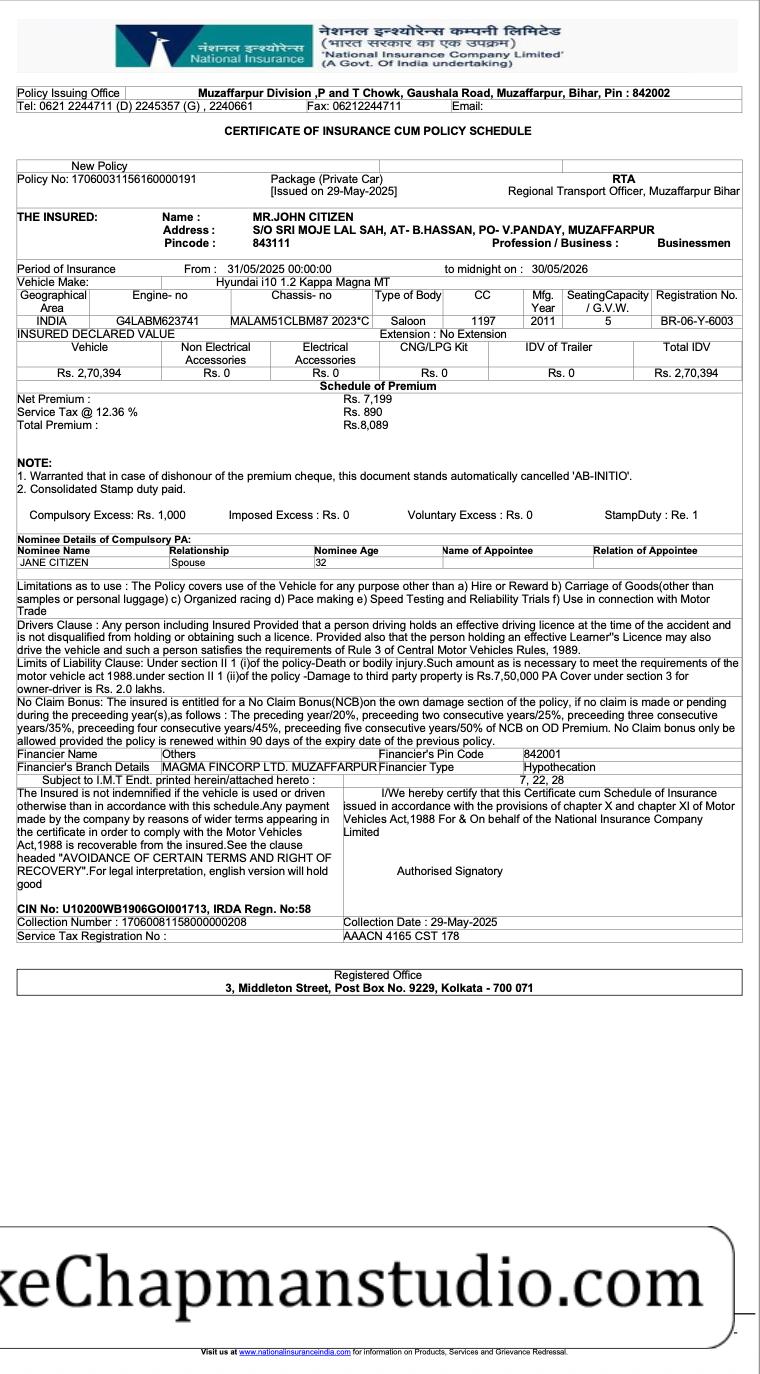 नेशनल इन्श्योरेन्स
National Insurance
नेशनल इन्श्योरेन्स कम्पनी लिमिटेड
(भारत सरकार का एक उपक्रम)
'National Insurance Company Limited'
(A Govt. Of India undertaking)
Policy Issuing Office Muzaffarpur Division ,P and T Chowk, Gaushala Road, Muzaffarpur, Bihar, Pin : 842002
Tel: 0621 2244711 (D) 2245357 (G) , 2240661 Fax: 06212244711 Email:
CERTIFICATE OF INSURANCE CUM POLICY SCHEDULE
New Policy
Policy No: 17060031156160000191 Package (Private Car) RTA
[Issued on 29-May-2025] Regional Transport Officer, Muzaffarpur Bihar
THE INSURED: Name : MR.JOHN CITIZEN
Address : S/O SRI MOJE LAL SAH, AT- B.HASSAN, PO- V.PANDAY, MUZAFFARPUR
Pincode : 843111 Profession / Business : Businessmen
Period of Insurance From : 31/05/2025 00:00:00 to midnight on : 30/05/2026
Vehicle Make: Hyundai i10 1.2 Kappa Magna MT
Geographical Engine- no Chassis- no Type of Body CC Mfg. SeatingCapacity Registration No.
Area Year / G.V.W.
INDIA G4LABM623741 MALAM51CLBM87 2023*C Saloon 1197 2011 5 BR-06-Y-6003
INSURED DECLARED VALUE Extension : No Extension
Vehicle Non Electrical Electrical CNG/LPG Kit IDV of Trailer Total IDV
Accessories Accessories
Rs. 2,70,394 Rs. 0 Rs. 0 Rs. 0 Rs. 0 Rs. 2,70,394
Schedule of Premium
Net Premium : Rs. 7,199
Service Tax @ 12.36 % Rs. 890
Total Premium : Rs.8,089
NOTE:
1. Warranted that in case of dishonour of the premium cheque, this document stands automatically cancelled 'AB-INITIO'.
2. Consolidated Stamp duty paid.
Compulsory Excess: Rs. 1,000 Imposed Excess : Rs. 0 Voluntary Excess : Rs. 0 StampDuty : Re. 1
Nominee Details of Compulsory PA:
Nominee Name Relationship Nominee Age Name of Appointee Relation of Appointee
JANE CITIZEN Spouse 32
Limitations as to use : The Policy covers use of the Vehicle for any purpose other than a) Hire or Reward b) Carriage of Goods(other than
samples or personal luggage) c) Organized racing d) Pace making e) Speed Testing and Reliability Trials f) Use in connection with Motor
Trade
Drivers Clause : Any person including Insured Provided that a person driving holds an effective driving licence at the time of the accident and
is not disqualified from holding or obtaining such a licence. Provided also that the person holding an effective Learner"s Licence may also
drive the vehicle and such a person satisfies the requirements of Rule 3 of Central Motor Vehicles Rules, 1989.
Limits of Liability Clause: Under section II 1 (i)of the policy-Death or bodily injury.Such amount as is necessary to meet the requirements of the
motor vehicle act 1988.under section II 1 (ii)of the policy -Damage to third party property is Rs.7,50,000 PA Cover under section 3 for
owner-driver is Rs. 2.0 lakhs.
No Claim Bonus: The insured is entitled for a No Claim Bonus(NCB)on the own damage section of the policy, if no claim is made or pending
during the preceeding year(s),as follows : The preceding year/20%, preceeding two consecutive years/25%, preceeding three consecutive
years/35%, preceeding four consecutive years/45%, preceeding five consecutive years/50% of NCB on OD Premium. No Claim bonus only be
allowed provided the policy is renewed within 90 days of the expiry date of the previous policy.
Financier Name Others Financier's Pin Code 842001
Financier's Branch Details MAGMA FINCORP LTD. MUZAFFARPUR Financier Type Hypothecation
Subject to I.M.T Endt. printed herein/attached hereto : 7, 22, 28
The Insured is not indemnified if the vehicle is used or driven
otherwise than in accordance with this schedule.Any payment
made by the company by reasons of wider terms appearing in
the certificate in order to comply with the Motor Vehicles
Act,1988 is recoverable from the insured.See the clause
headed "AVOIDANCE OF CERTAIN TERMS AND RIGHT OF
RECOVERY".For legal interpretation, english version will hold
good
CIN No: U10200WB1906GOI001713, IRDA Regn. No:58
I/We hereby certify that this Certificate cum Schedule of Insurance
issued in accordance with the provisions of chapter X and chapter XI of Motor
Vehicles Act,1988 For & On behalf of the National Insurance Company
Limited
Authorised Signatory
Collection Number : 17060081158000000208 Collection Date : 29-May-2025
Service Tax Registration No : AAACN 4165 CST 178
Registered Office
3, Middleton Street, Post Box No. 9229, Kolkata - 700 071
keChapmanstudio.com
Visit us at www.nationalinsuranceindia.com for information on Products, Services and Grievance Redressal.